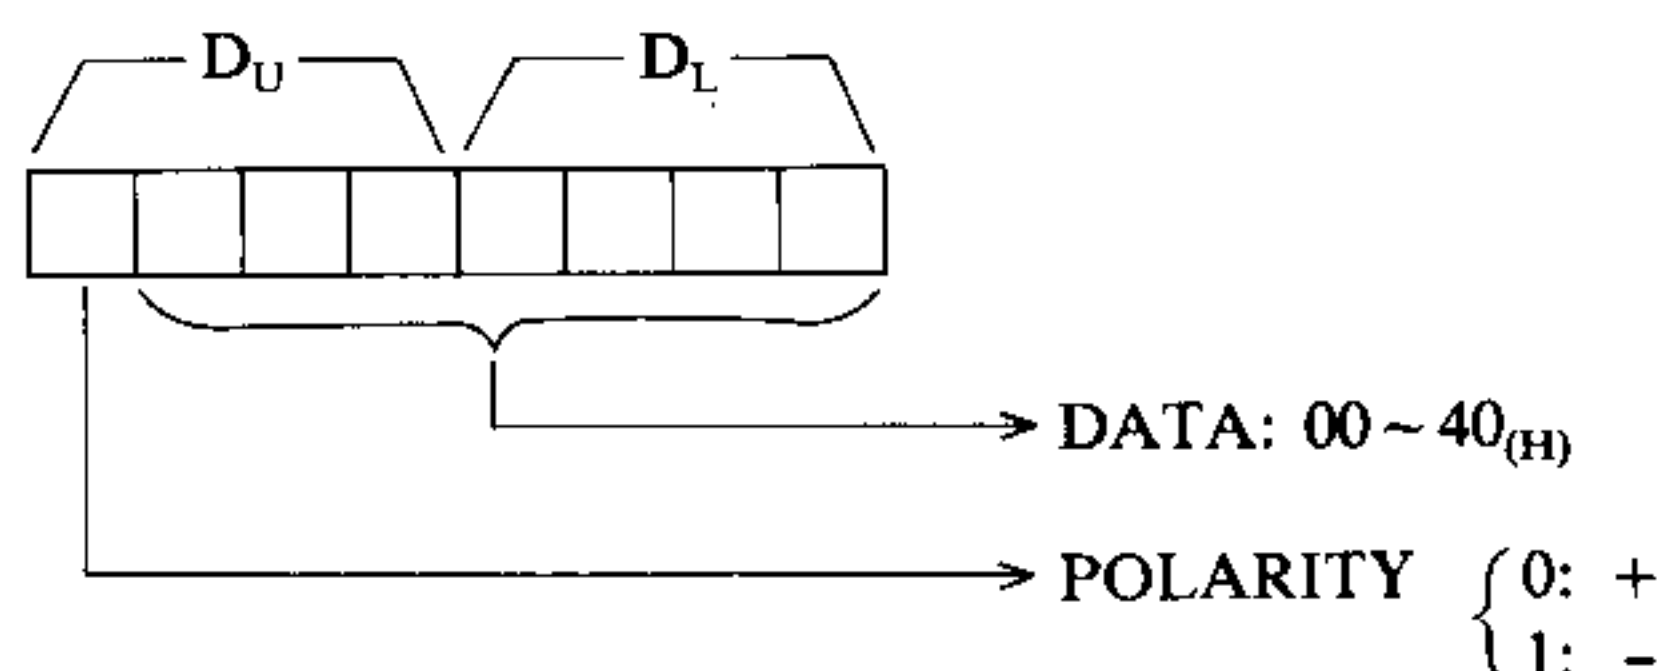 D_U D_L
DATA: 00 ~ 40_(H)
POLARITY { 0: +
1: -